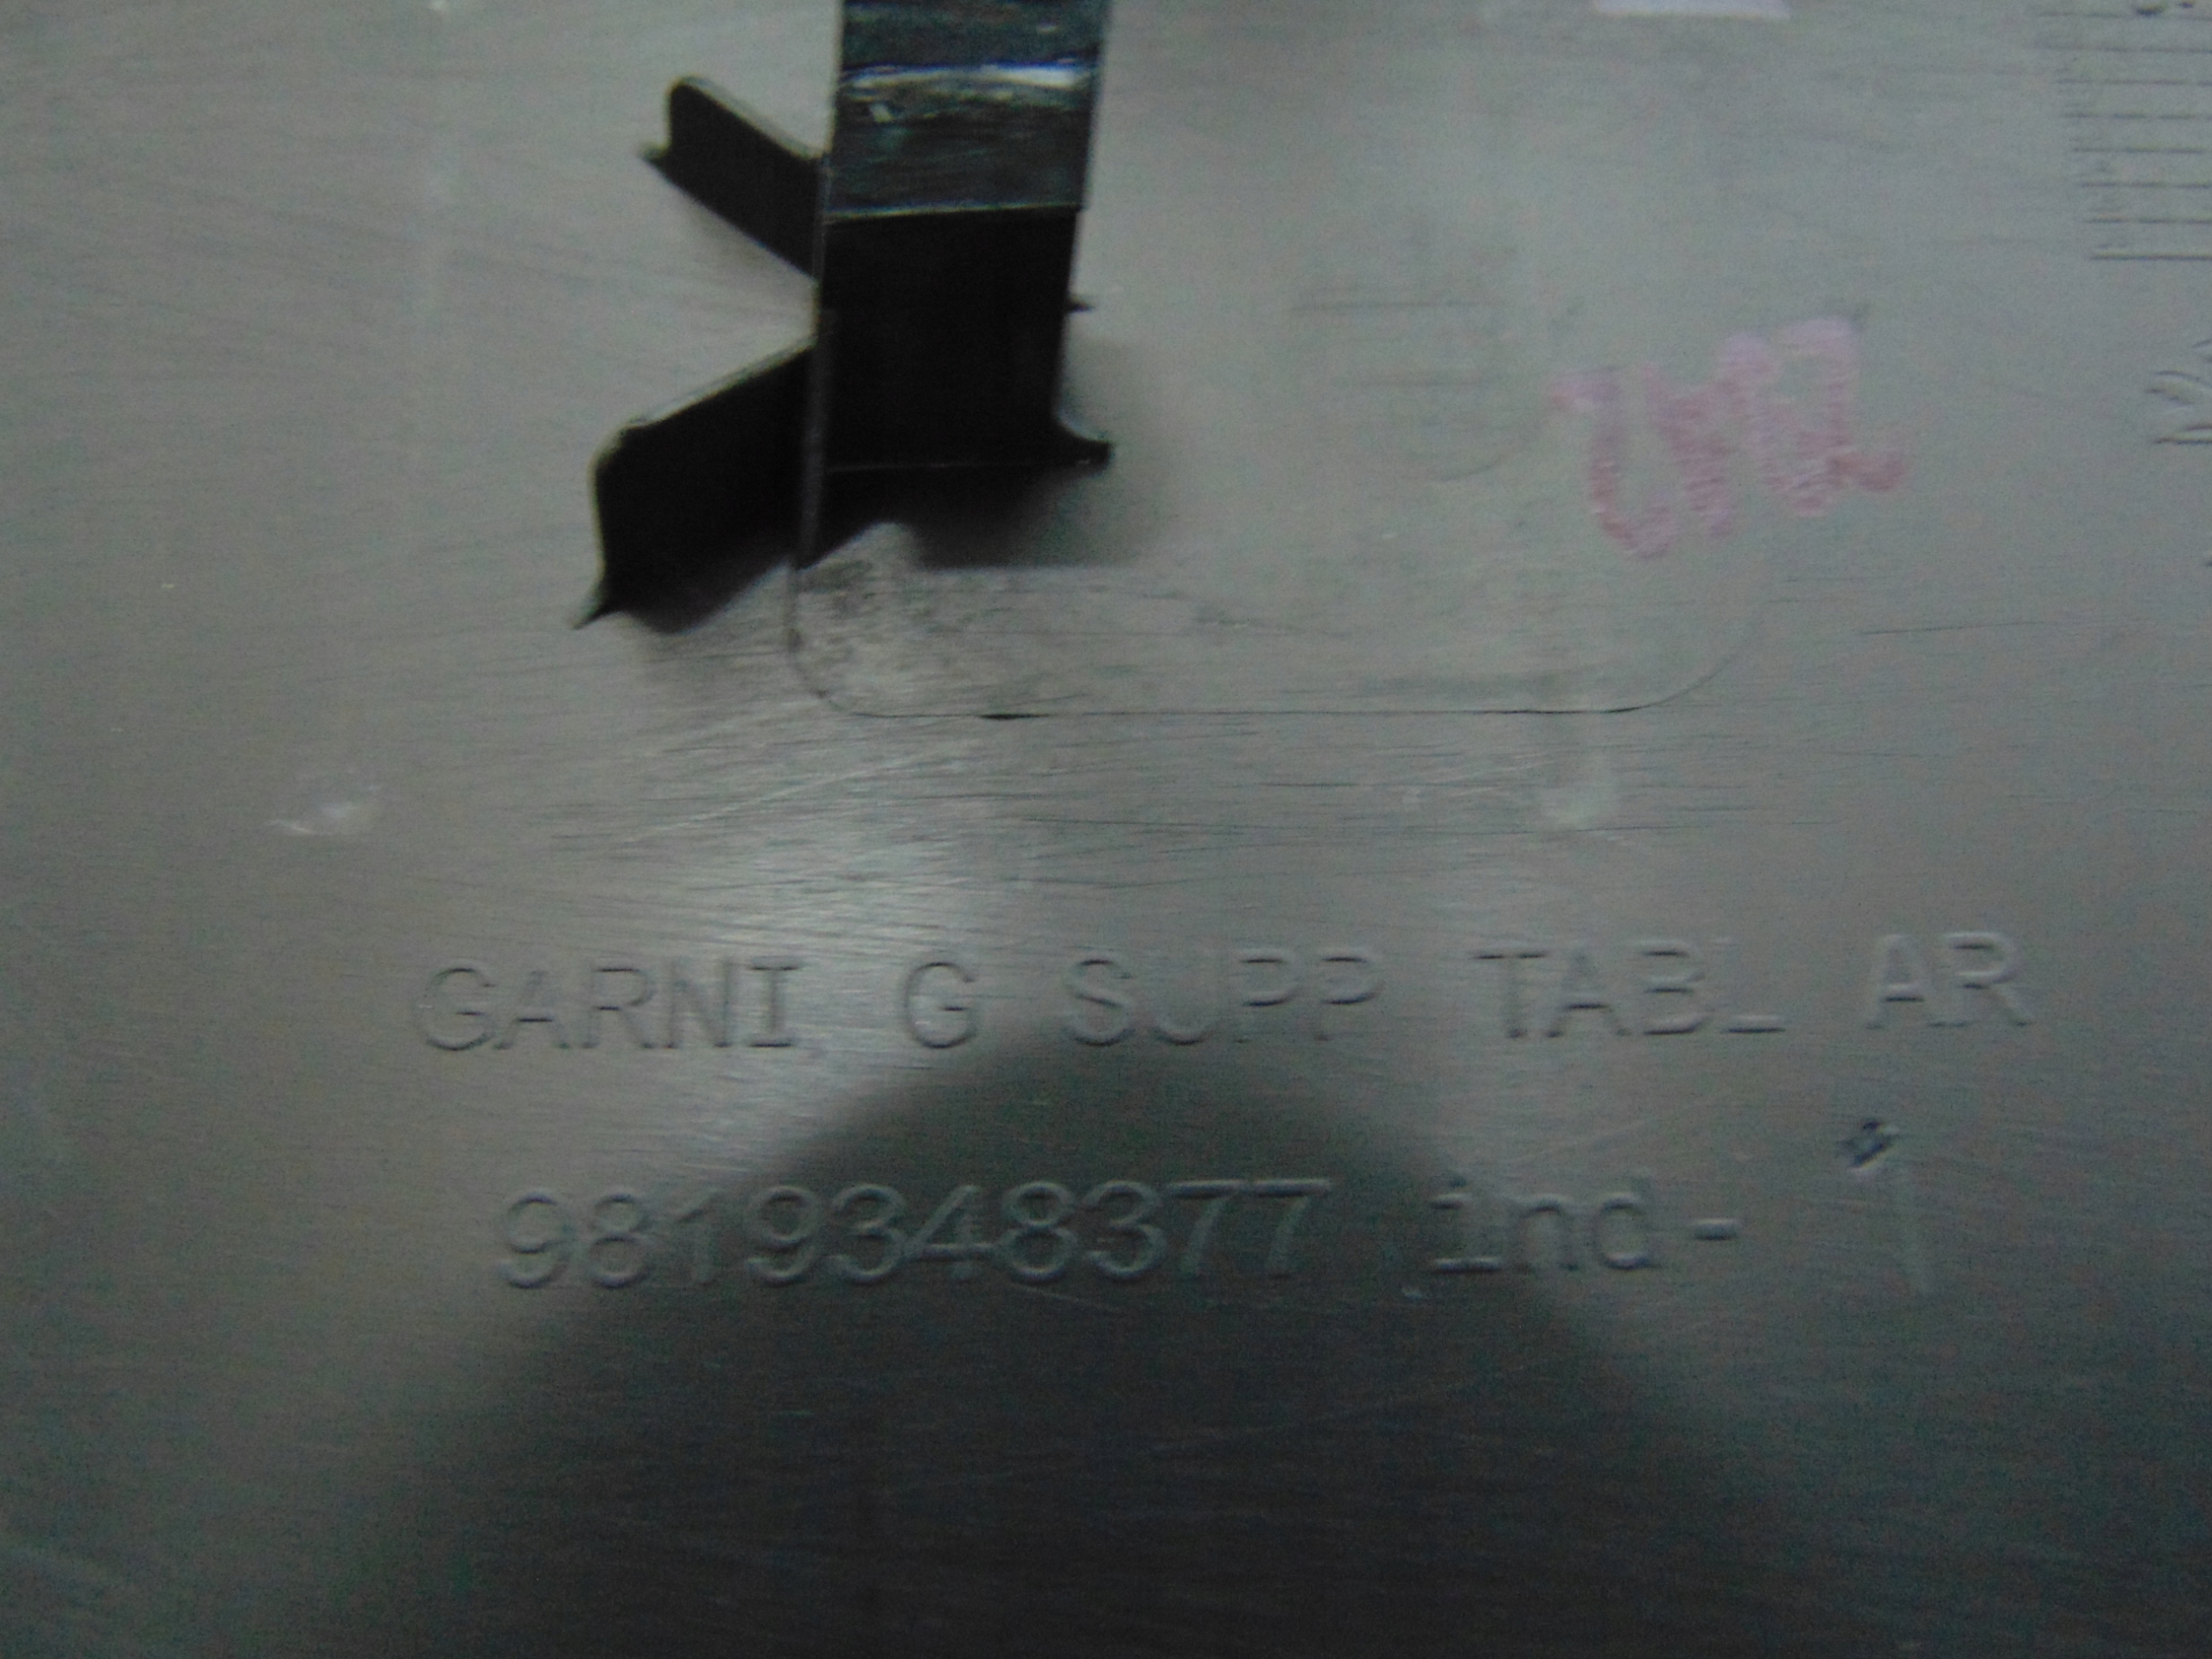 GARNI G SUPP TABL AR
9819348377 ind-